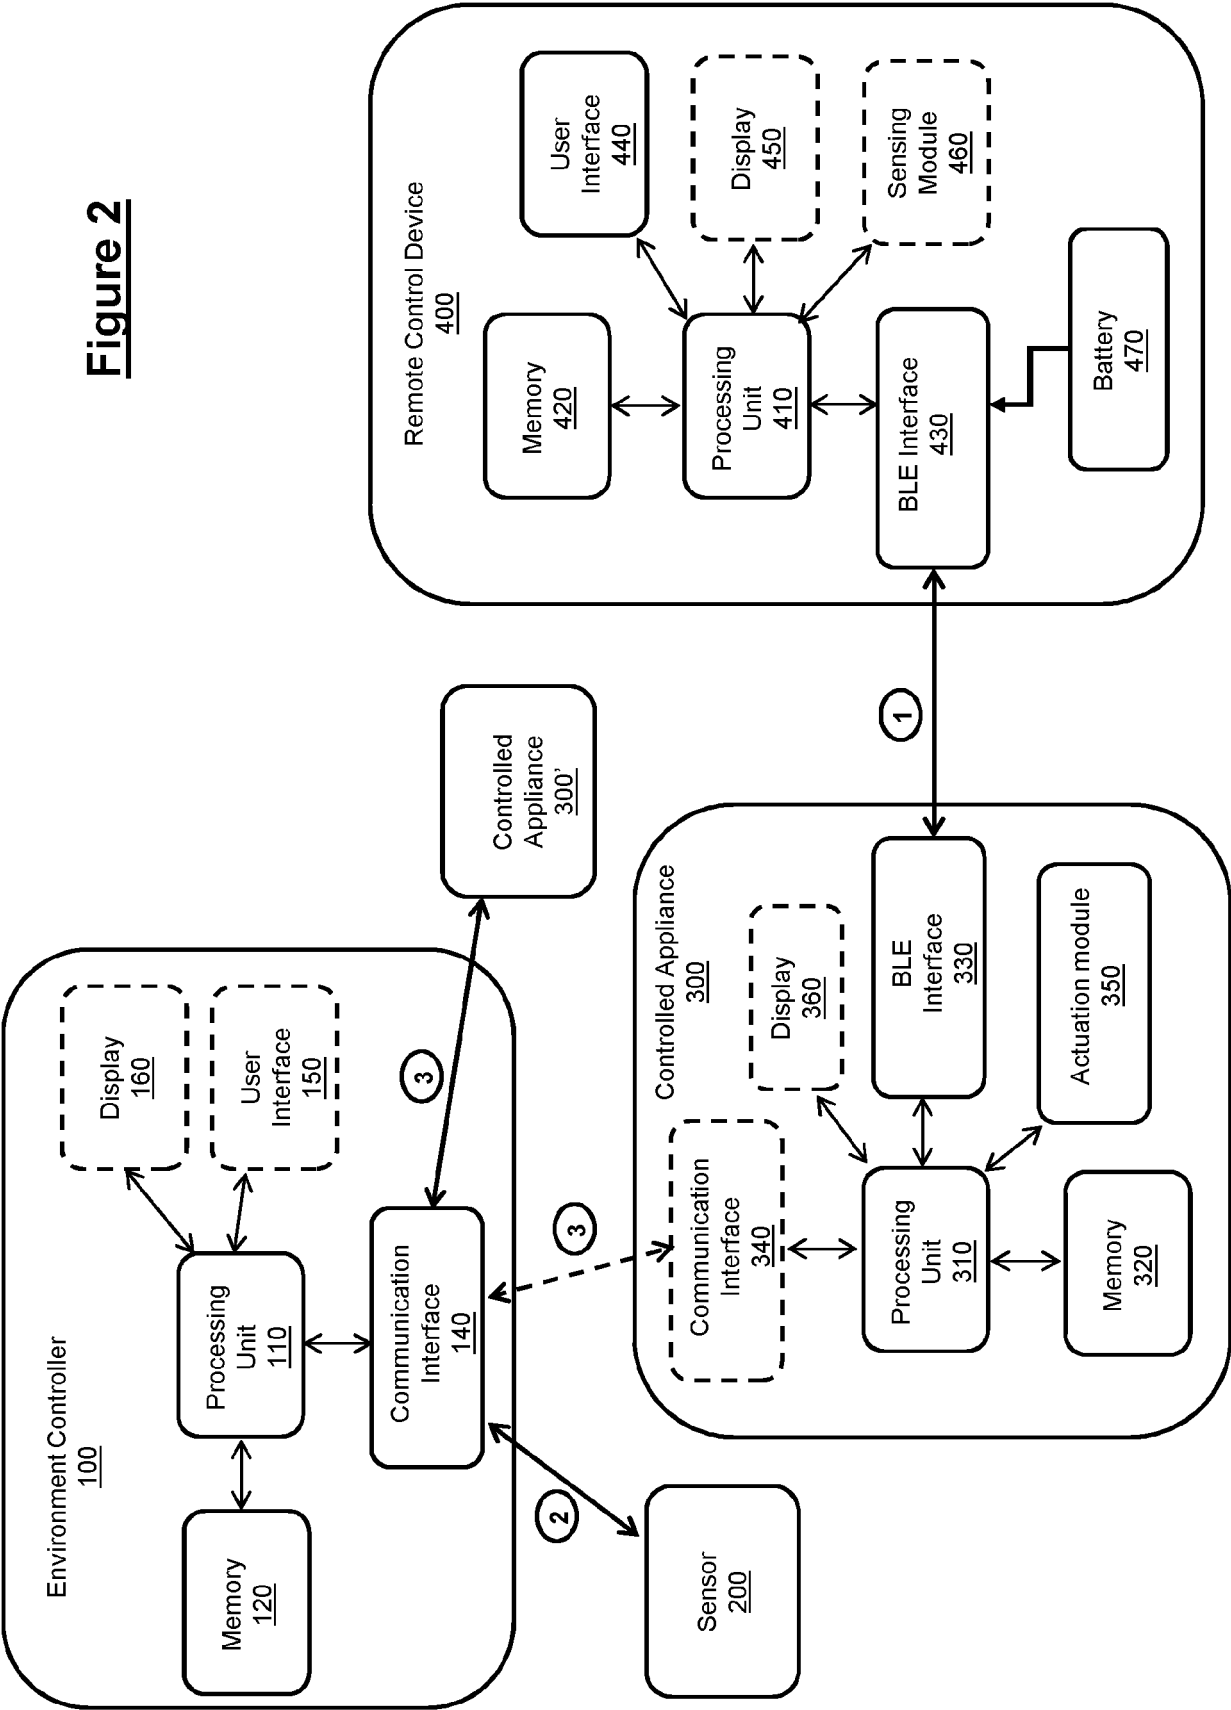 Figure 2
Environment Controller
100
Memory
120
Processing
Unit
110
Display
160
User
Interface
150
Communication
Interface
140
3
Controlled
Appliance
300'
2
Sensor
200
3
Controlled Appliance
300
Communication
Interface
340
Display
360
Processing
Unit
310
BLE
Interface
330
Memory
320
Actuation module
350
1
Remote Control Device
400
Memory
420
User
Interface
440
Processing
Unit
410
Display
450
Sensing
Module
460
BLE Interface
430
Battery
470